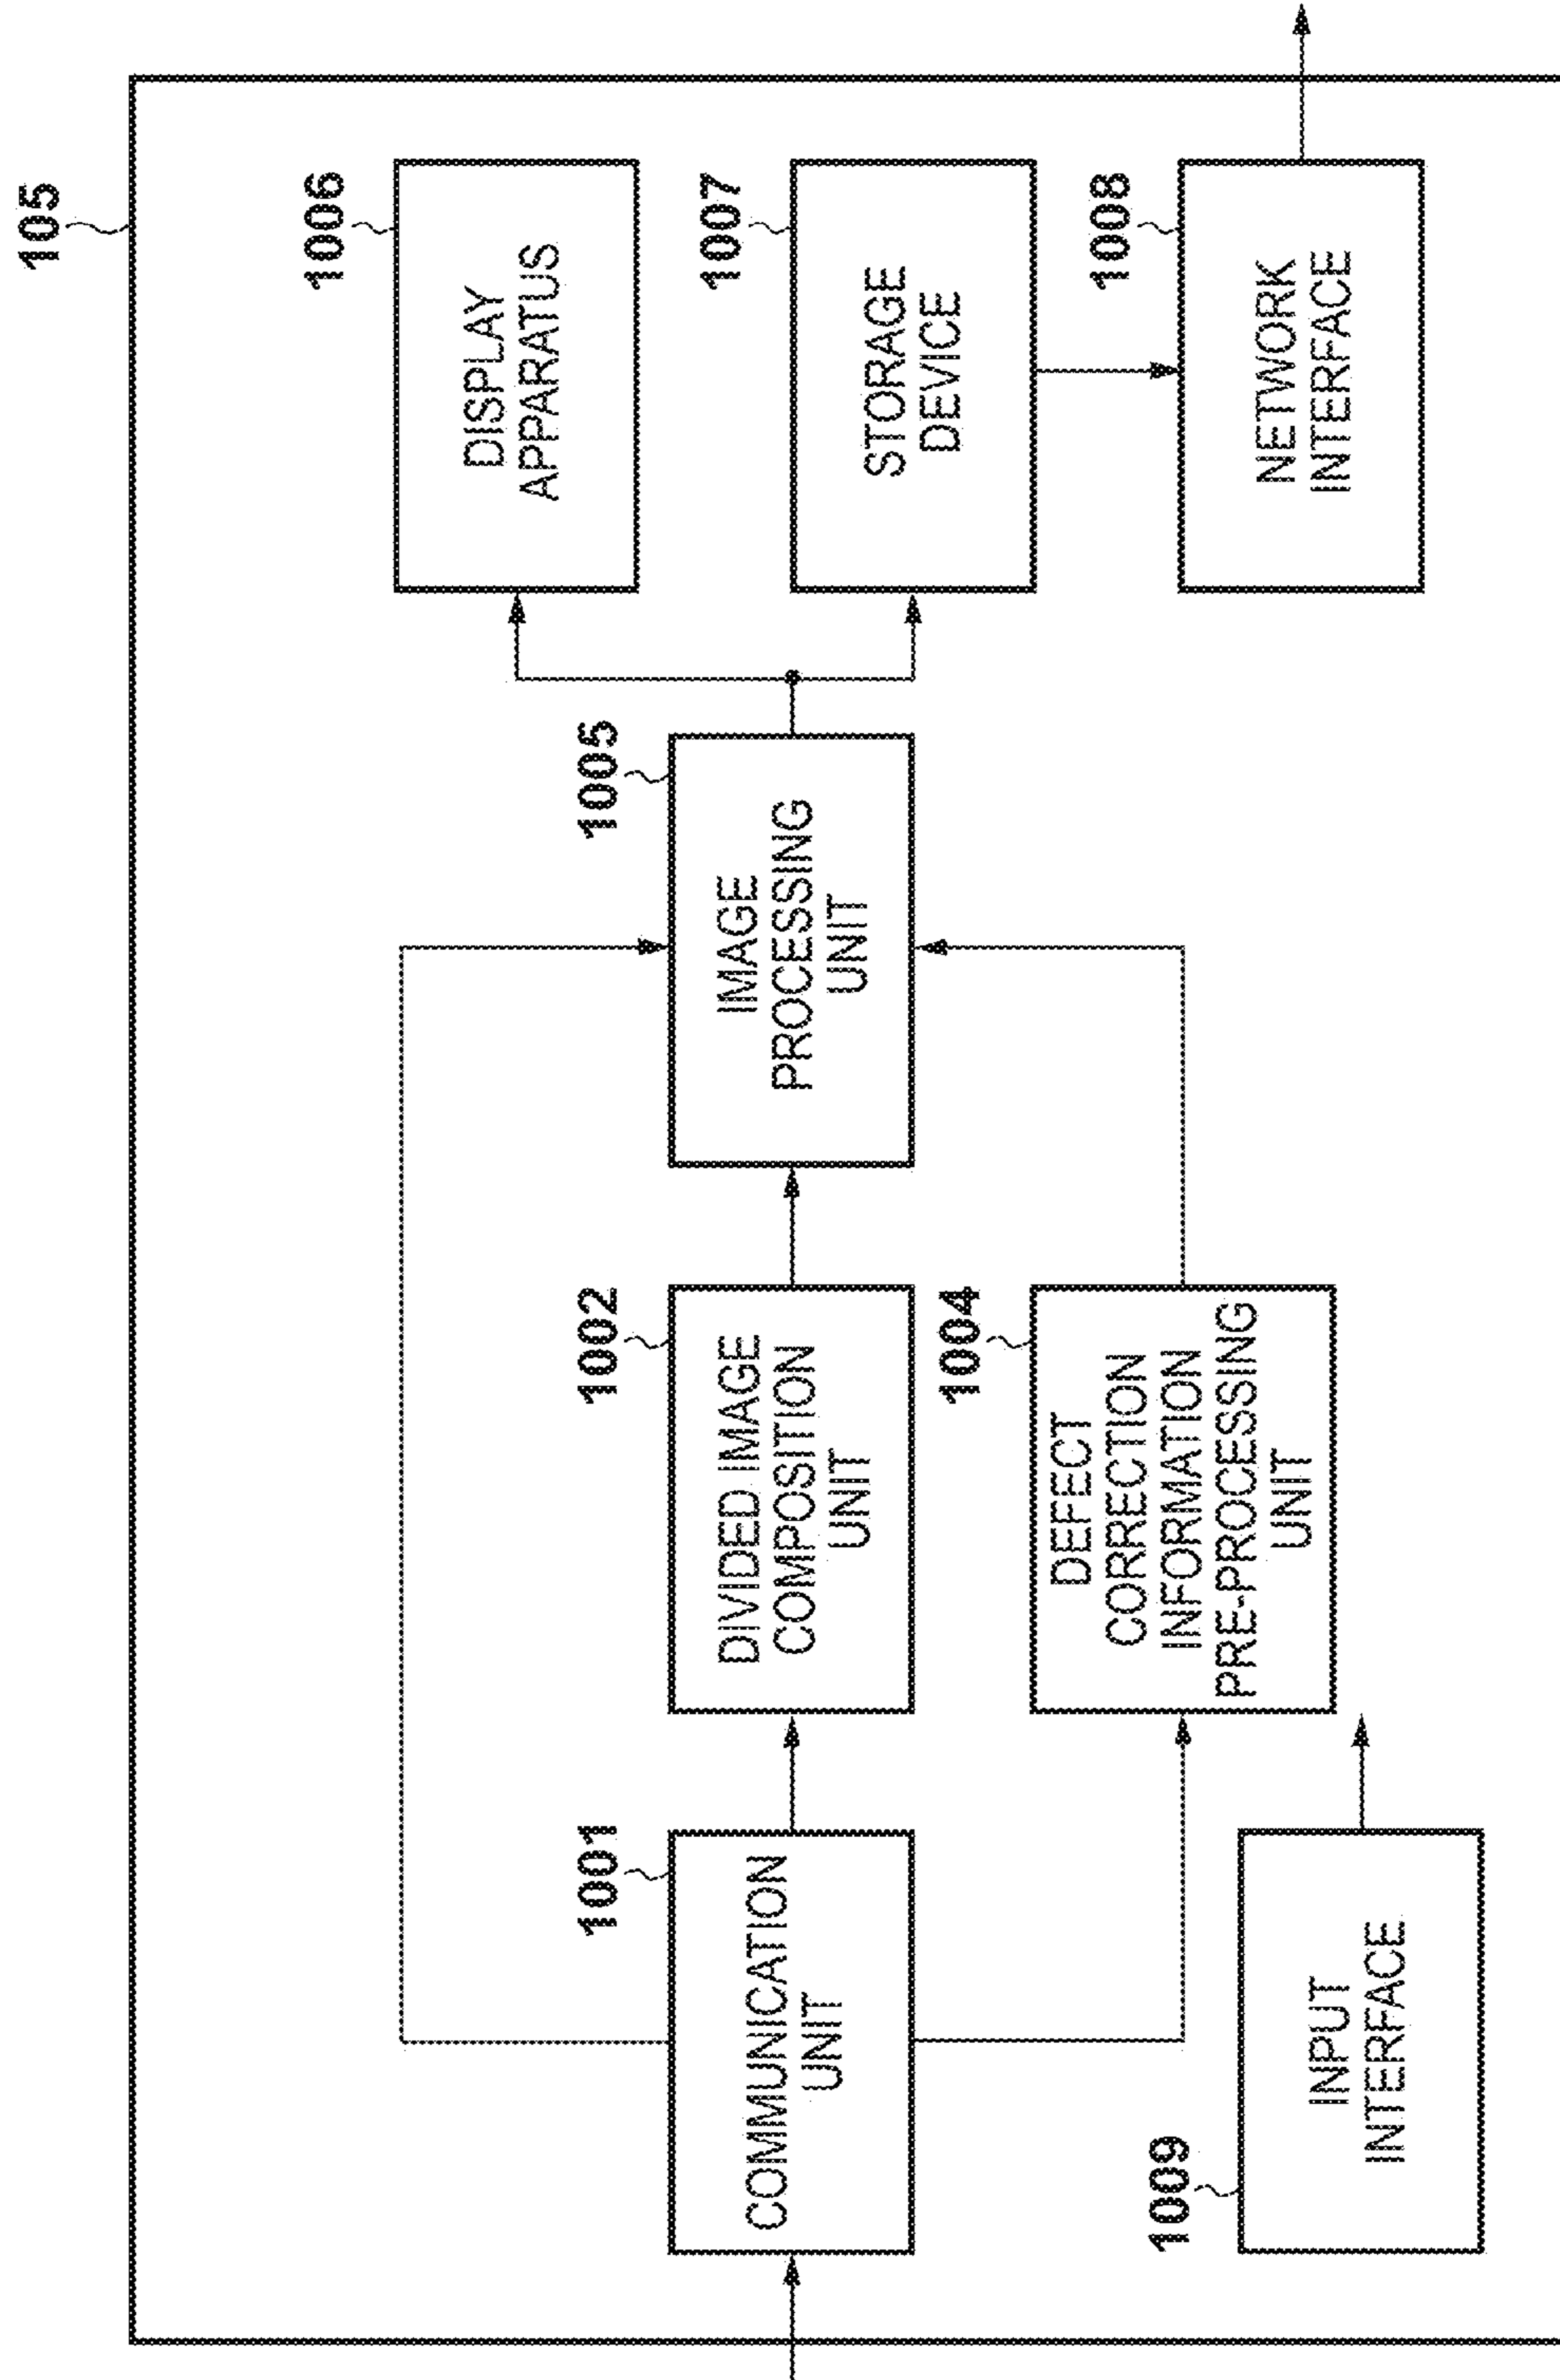 105
1001
COMMUNICATION
UNIT
1002
DIVIDED IMAGE
COMPOSITION
UNIT
1005
IMAGE
PROCESSING
UNIT
1006
DISPLAY
APPARATUS
1007
STORAGE
DEVICE
1004
DEFECT
CORRECTION
INFORMATION
PRE-PROCESSING
UNIT
1008
NETWORK
INTERFACE
1009
INPUT
INTERFACE